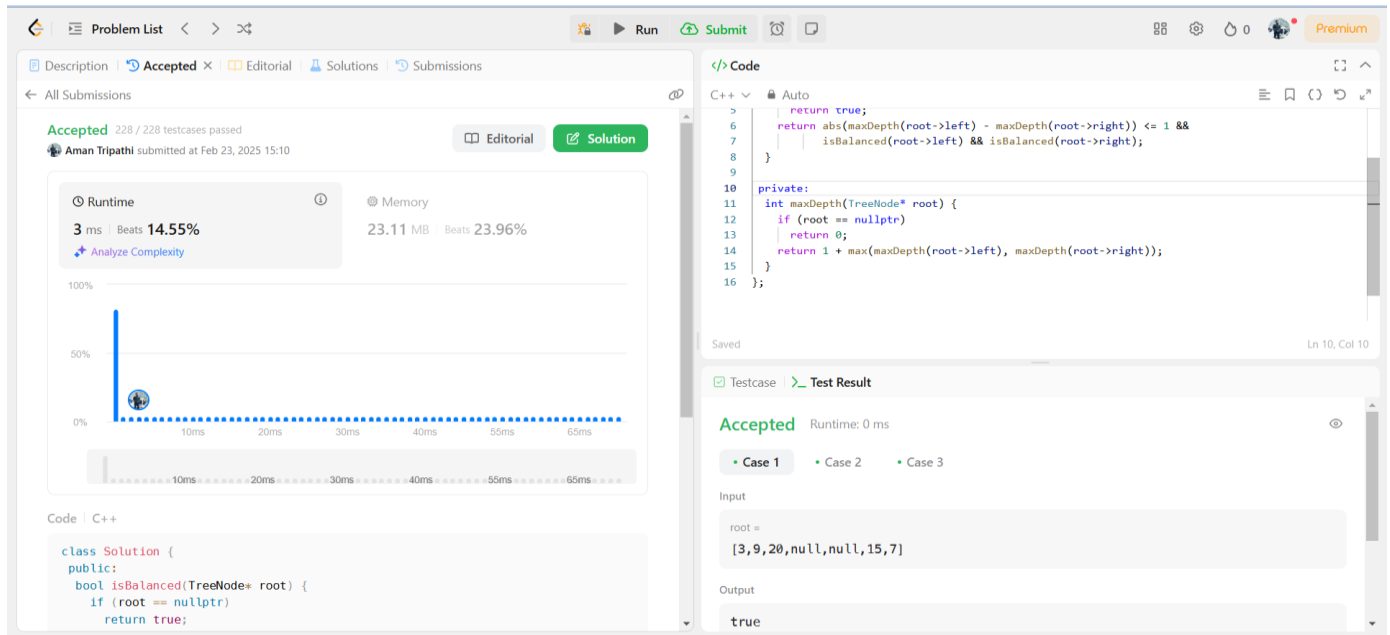 Problem List
Run
Submit
0
Premium
Description
Accepted
Editorial
Solutions
Submissions
All Submissions
Accepted 228 / 228 testcases passed
Aman Tripathi submitted at Feb 23, 2025 15:10
Editorial
Solution
Runtime
3 ms Beats 14.55%
Analyze Complexity
Memory
23.11 MB Beats 23.96%
100%
50%
0%
10ms 20ms 30ms 40ms 55ms 65ms
10ms 20ms 30ms 40ms 55ms 65ms
Code C++
class Solution {
public:
bool isBalanced(TreeNode* root) {
if (root == nullptr)
return true;
</> Code
C++ Auto
5 return true;
6 return abs(maxDepth(root->left) - maxDepth(root->right)) <= 1 &&
7 isBalanced(root->left) && isBalanced(root->right);
8 }
9
10 private:
11 int maxDepth(TreeNode* root) {
12 if (root == nullptr)
13 return 0;
14 return 1 + max(maxDepth(root->left), maxDepth(root->right));
15 }
16 };
Saved
Ln 10, Col 10
Testcase
>_ Test Result
Accepted Runtime: 0 ms
• Case 1 • Case 2 • Case 3
Input
root =
[3,9,20,null,null,15,7]
Output
true